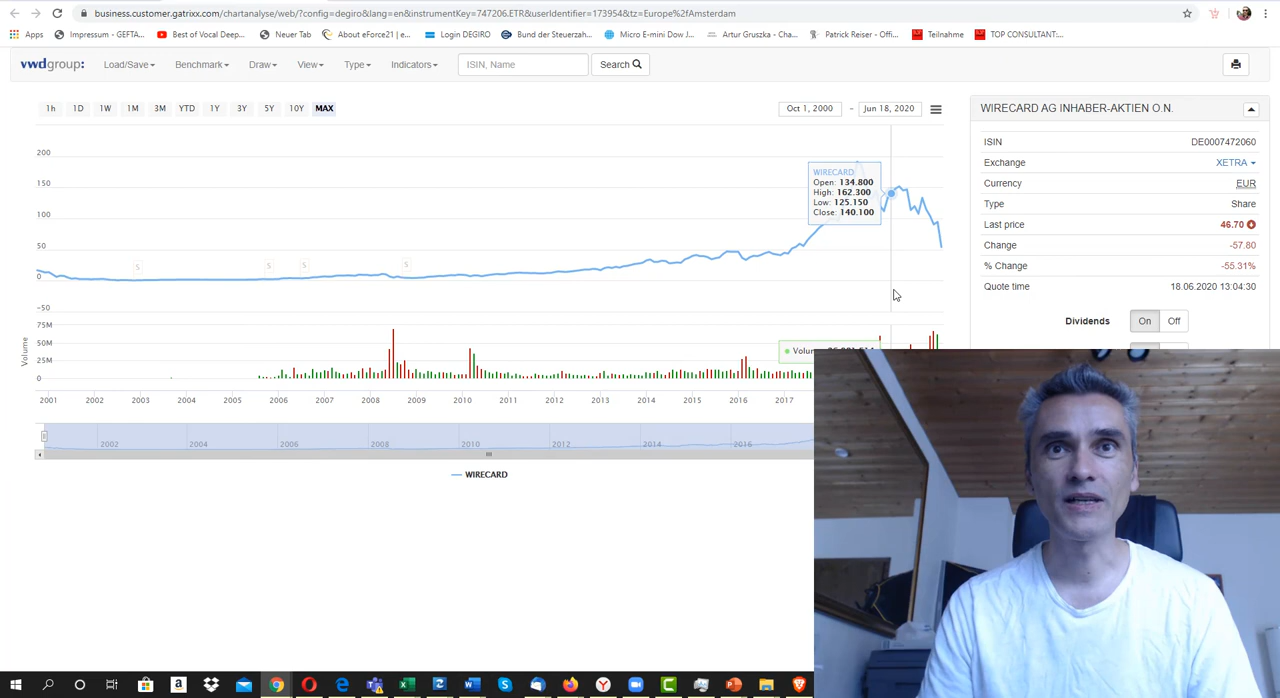 business.customer.gatrixx.com/chartanalyse/web/?config=degiro&lang=en&instrumentKey=747206.ETR&userIdentifier=173954&tz=Europe%2fAmsterdam
Apps Impressum - GEFTA... Best of Vocal Deep... Neuer Tab About eForce21 | e... Login DEGIRO Bund der Steuerzah... Micro E-mini Dow J... Artur Gruszka - Cha... Patrick Reiser - Offi... Teilnahme TOP CONSULTANT:...
vwdgroup: Load/Save Benchmark Draw View Type Indicators ISIN, Name Search
1h 1D 1W 1M 3M YTD 1Y 3Y 5Y 10Y MAX Oct 1, 2000 - Jun 18, 2020
WIRECARD AG INHABER-AKTIEN O.N.
ISIN DE0007472060
Exchange XETRA
Currency EUR
Type Share
Last price 46.70
Change -57.80
% Change -55.31%
Quote time 18.06.2020 13:04:30
Dividends On Off
200
150
100
50
0
-50
WIRECARD
Open: 134.800
High: 162.300
Low: 125.150
Close: 140.100
S S S S
75M
50M
25M
0
Volume
2001 2002 2003 2004 2005 2006 2007 2008 2009 2010 2011 2012 2013 2014 2015 2016 2017
2002 2004 2006 2008 2010 2012 2014 2016
WIRECARD